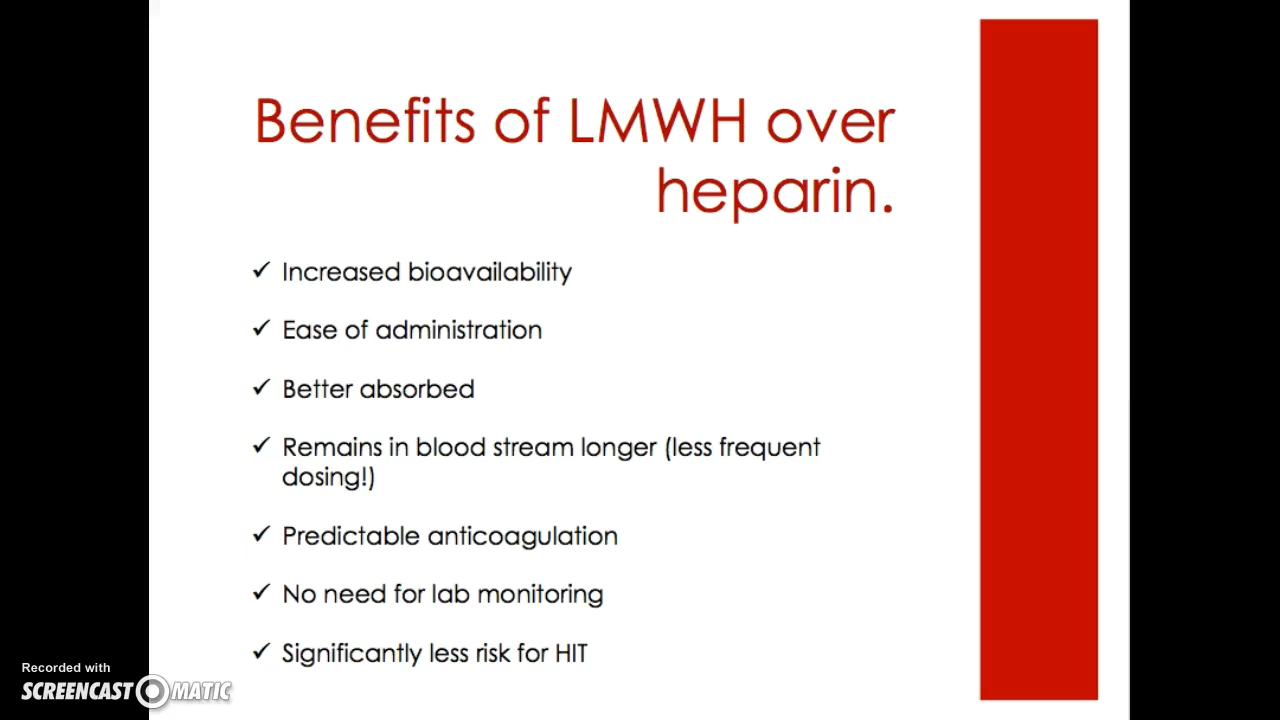 Benefits of LMWH over
heparin.
✓ Increased bioavailability
✓ Ease of administration
✓ Better absorbed
✓ Remains in blood stream longer (less frequent
dosing!)
✓ Predictable anticoagulation
✓ No need for lab monitoring
✓ Significantly less risk for HIT
Recorded with
SCREENCAST MATIC